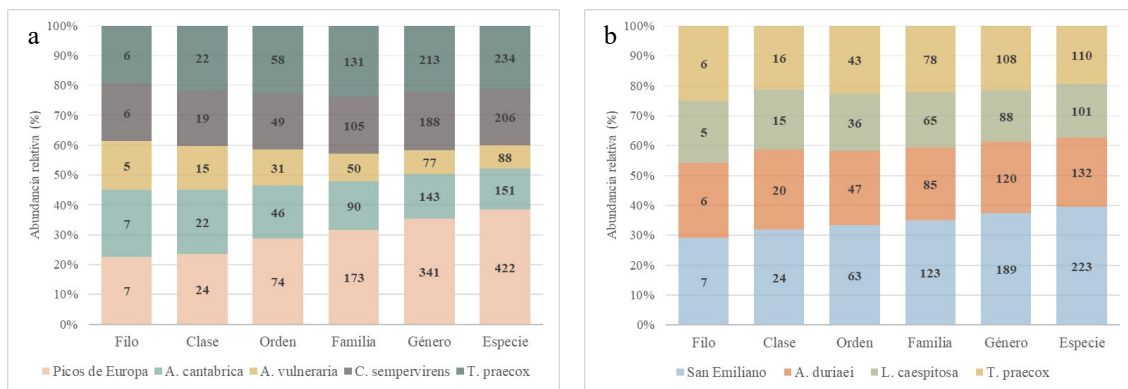 a
Abundancia relativa (%)
100%
90%
80%
70%
60%
50%
40%
30%
20%
10%
0%
6 22 58 131 213 234
6 19 49 105 188 206
5 15 31 50 77 88
7 22 46 90 143 151
7 24 74 173 341 422
Filo Clase Orden Familia Género Especie
Picos de Europa A. cantabrica A. vulneraria C. sempervirens T. praecox
b
Abundancia relativa (%)
100%
90%
80%
70%
60%
50%
40%
30%
20%
10%
0%
6 16 43 78 108 110
5 15 36 65 88 101
6 20 47 85 120 132
7 24 63 123 189 223
Filo Clase Orden Familia Género Especie
San Emiliano A. duriaei L. caespitosa T. praecox